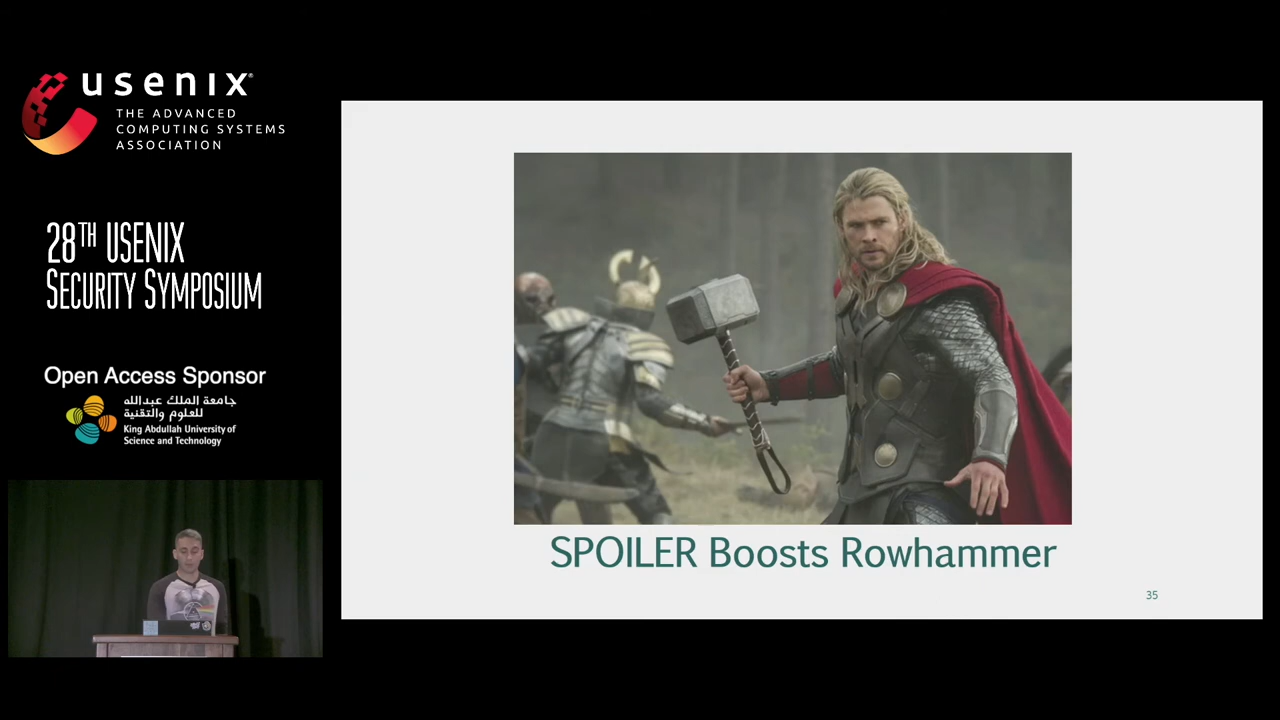 usenix®
THE ADVANCED
COMPUTING SYSTEMS
ASSOCIATION
28TH USENIX
SECURITY SYMPOSIUM
Open Access Sponsor
جامعة الملك عبدالله
للعلوم والتقنية
King Abdullah University of
Science and Technology
SPOILER Boosts Rowhammer
35